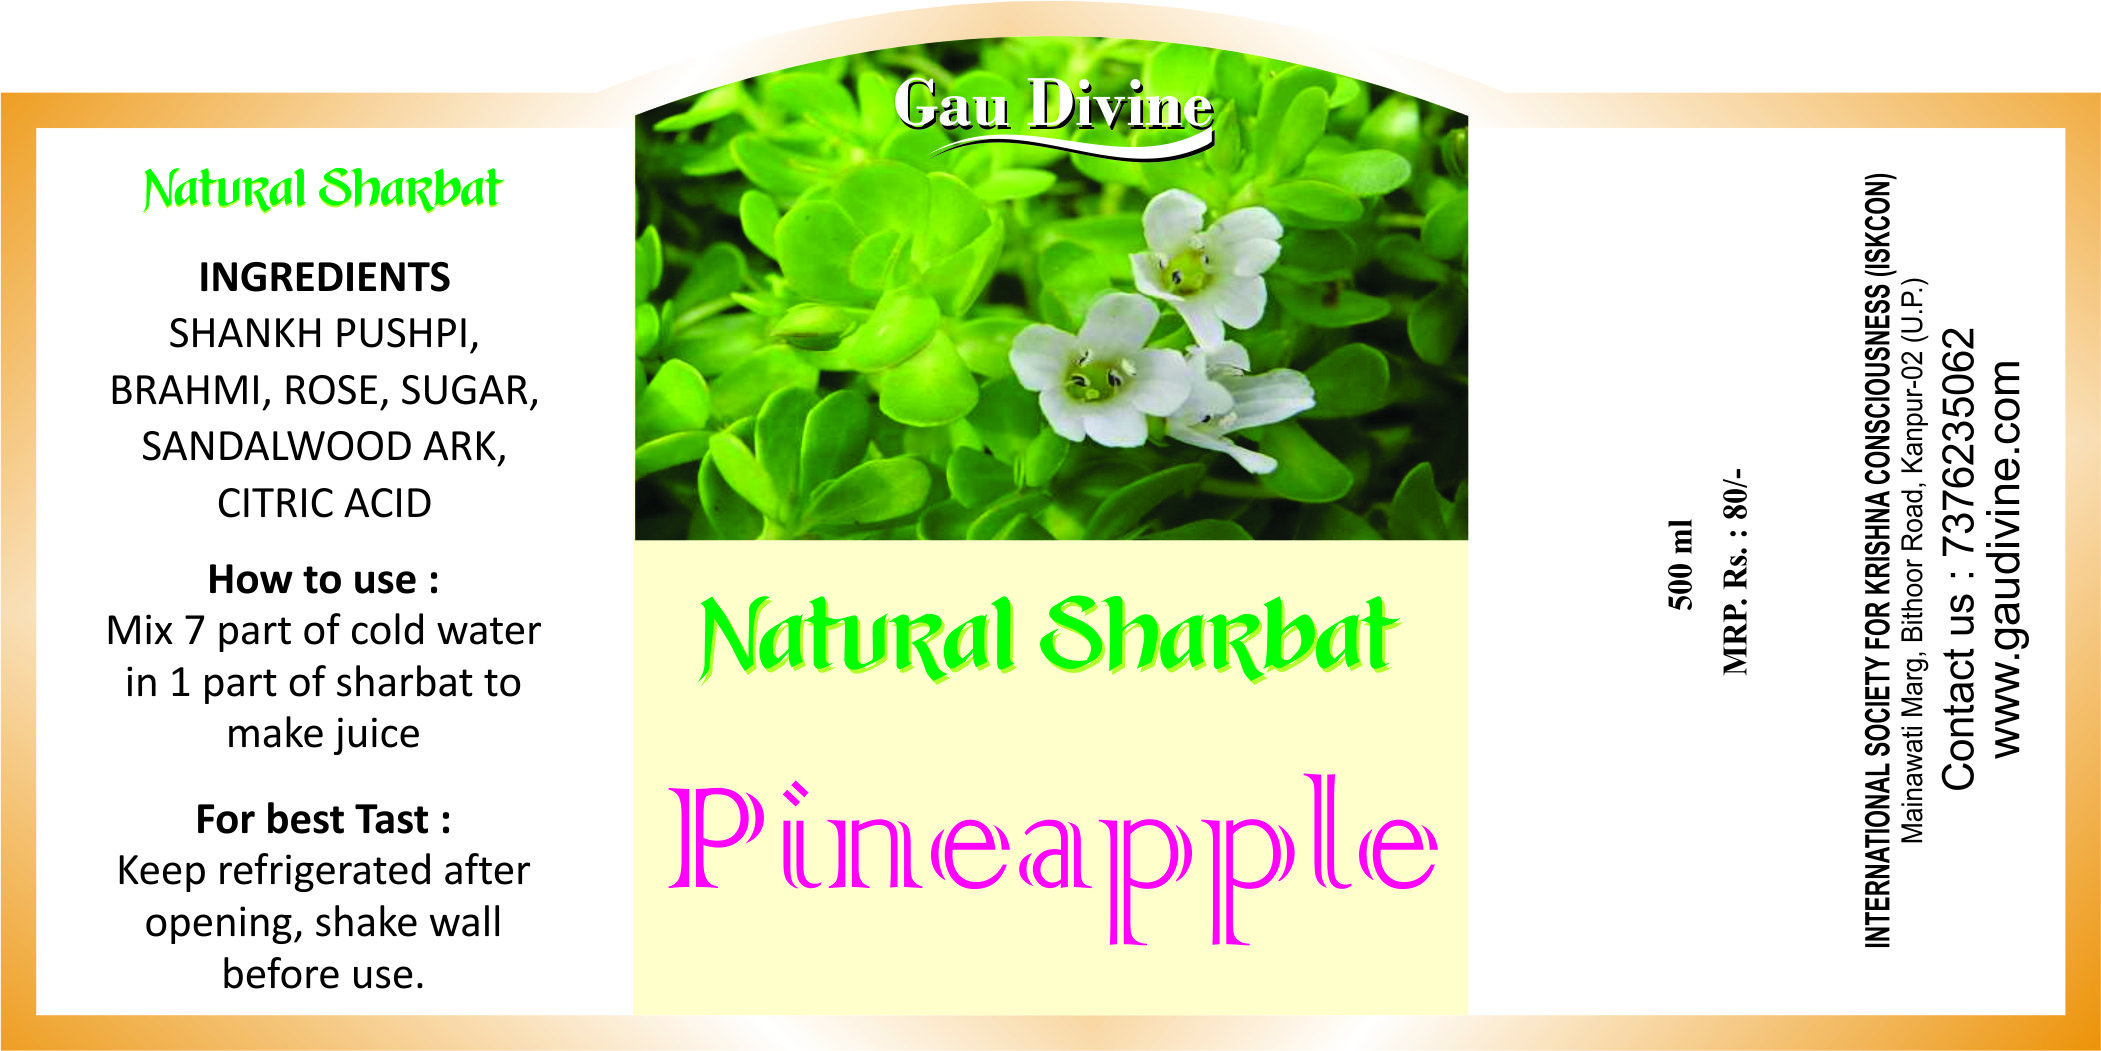 Natural Sharbat
INGREDIENTS
SHANKH PUSHPI,
BRAHMI, ROSE, SUGAR,
SANDALWOOD ARK,
CITRIC ACID
How to use :
Mix 7 part of cold water
in 1 part of sharbat to
make juice
For best Tast :
Keep refrigerated after
opening, shake wall
before use.
Gau Divine
Natural Sharbat
Pineapple
500 ml
MRP. Rs. : 80/-
INTERNATIONAL SOCIETY FOR KRISHNA CONSCIOUSNESS (ISKCON)
Mainawati Marg, Bithoor Road, Kanpur-02 (U.P.)
Contact us : 7376235062
www.gaudivine.com